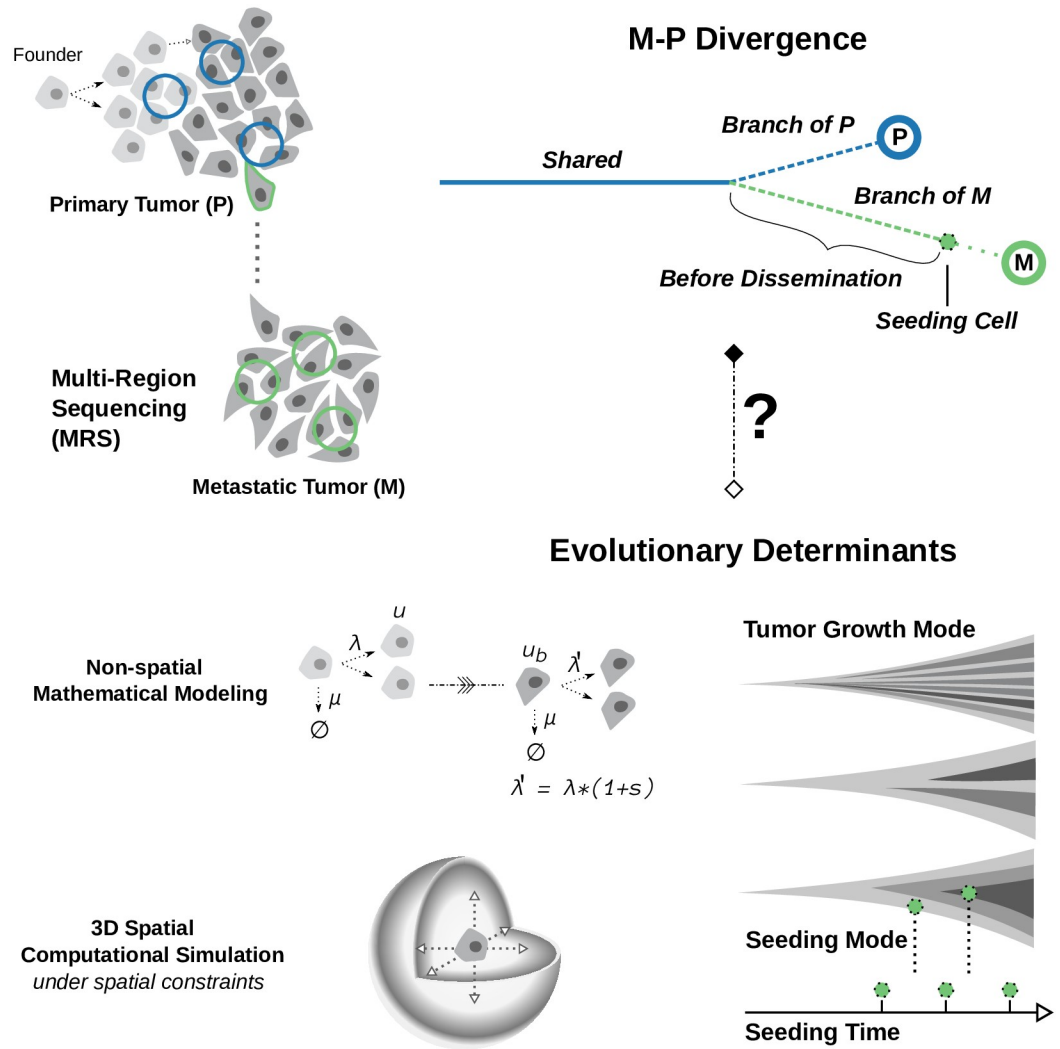 Founder
Primary Tumor (P)
Multi-Region
Sequencing
(MRS)
Metastatic Tumor (M)
M-P Divergence
Shared
Branch of P
P
Branch of M
M
Before Dissemination
Seeding Cell
?
Evolutionary Determinants
Non-spatial
Mathematical Modeling
λ
u
μ
∅
u_b
λ'
μ
∅
λ' = λ*(1+s)
3D Spatial
Computational Simulation
under spatial constraints
Tumor Growth Mode
Seeding Mode
Seeding Time